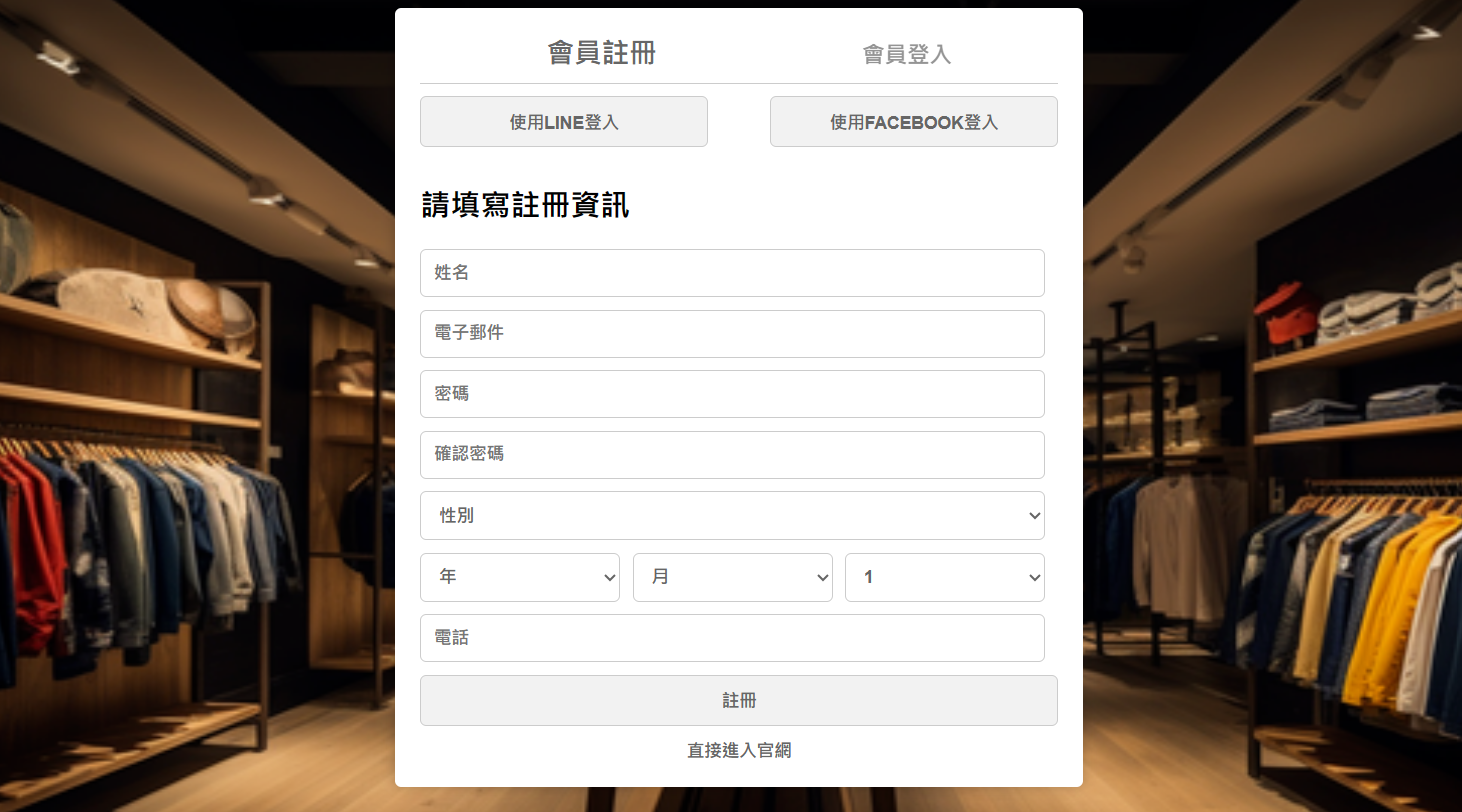 會員註冊
會員登入
使用LINE登入
使用FACEBOOK登入
請填寫註冊資訊
姓名
電子郵件
密碼
確認密碼
性別
年
月
1
電話
註冊
直接進入官網